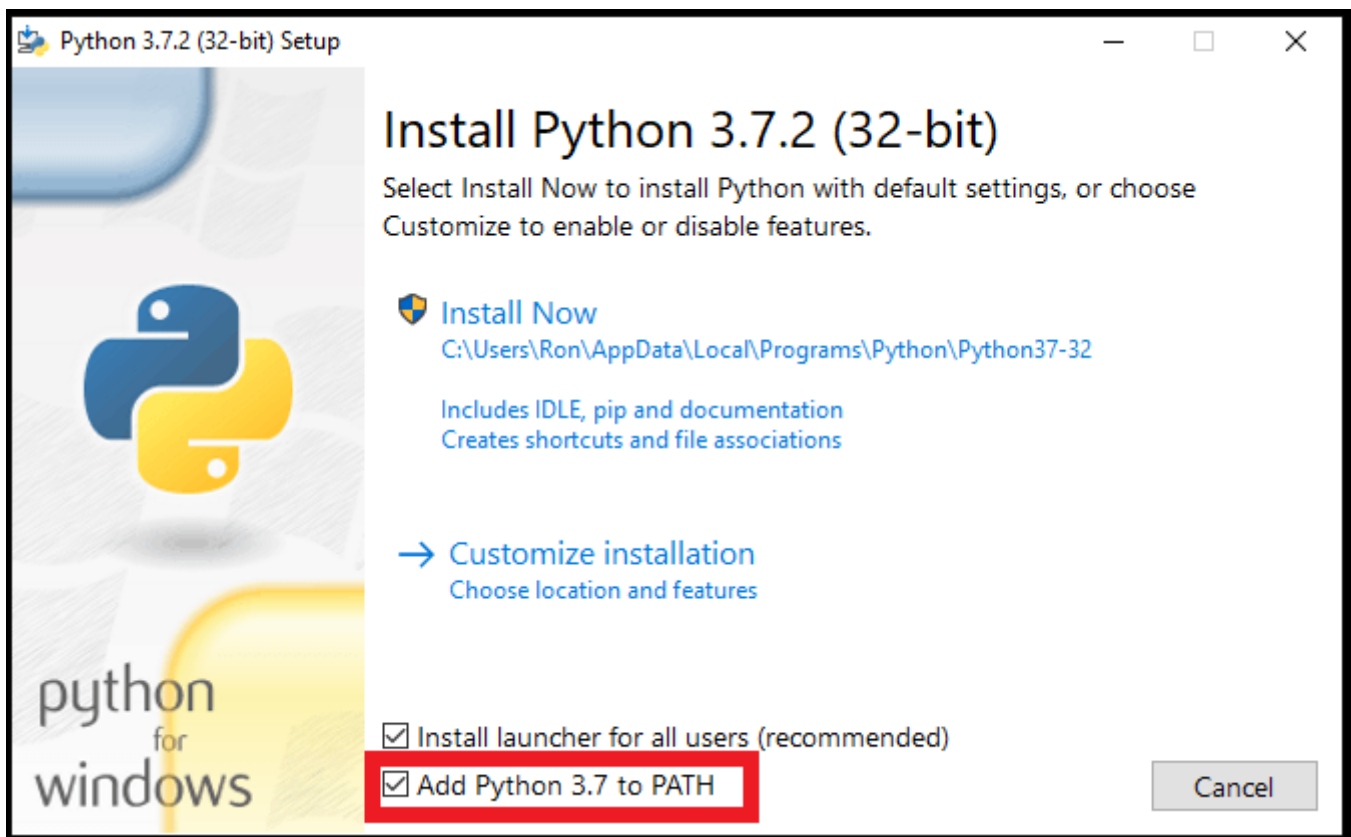 Python 3.7.2 (32-bit) Setup
Install Python 3.7.2 (32-bit)
Select Install Now to install Python with default settings, or choose
Customize to enable or disable features.
Install Now
C:\Users\Ron\AppData\Local\Programs\Python\Python37-32
Includes IDLE, pip and documentation
Creates shortcuts and file associations
Customize installation
Choose location and features
python
for
windows
Install launcher for all users (recommended)
Add Python 3.7 to PATH
Cancel